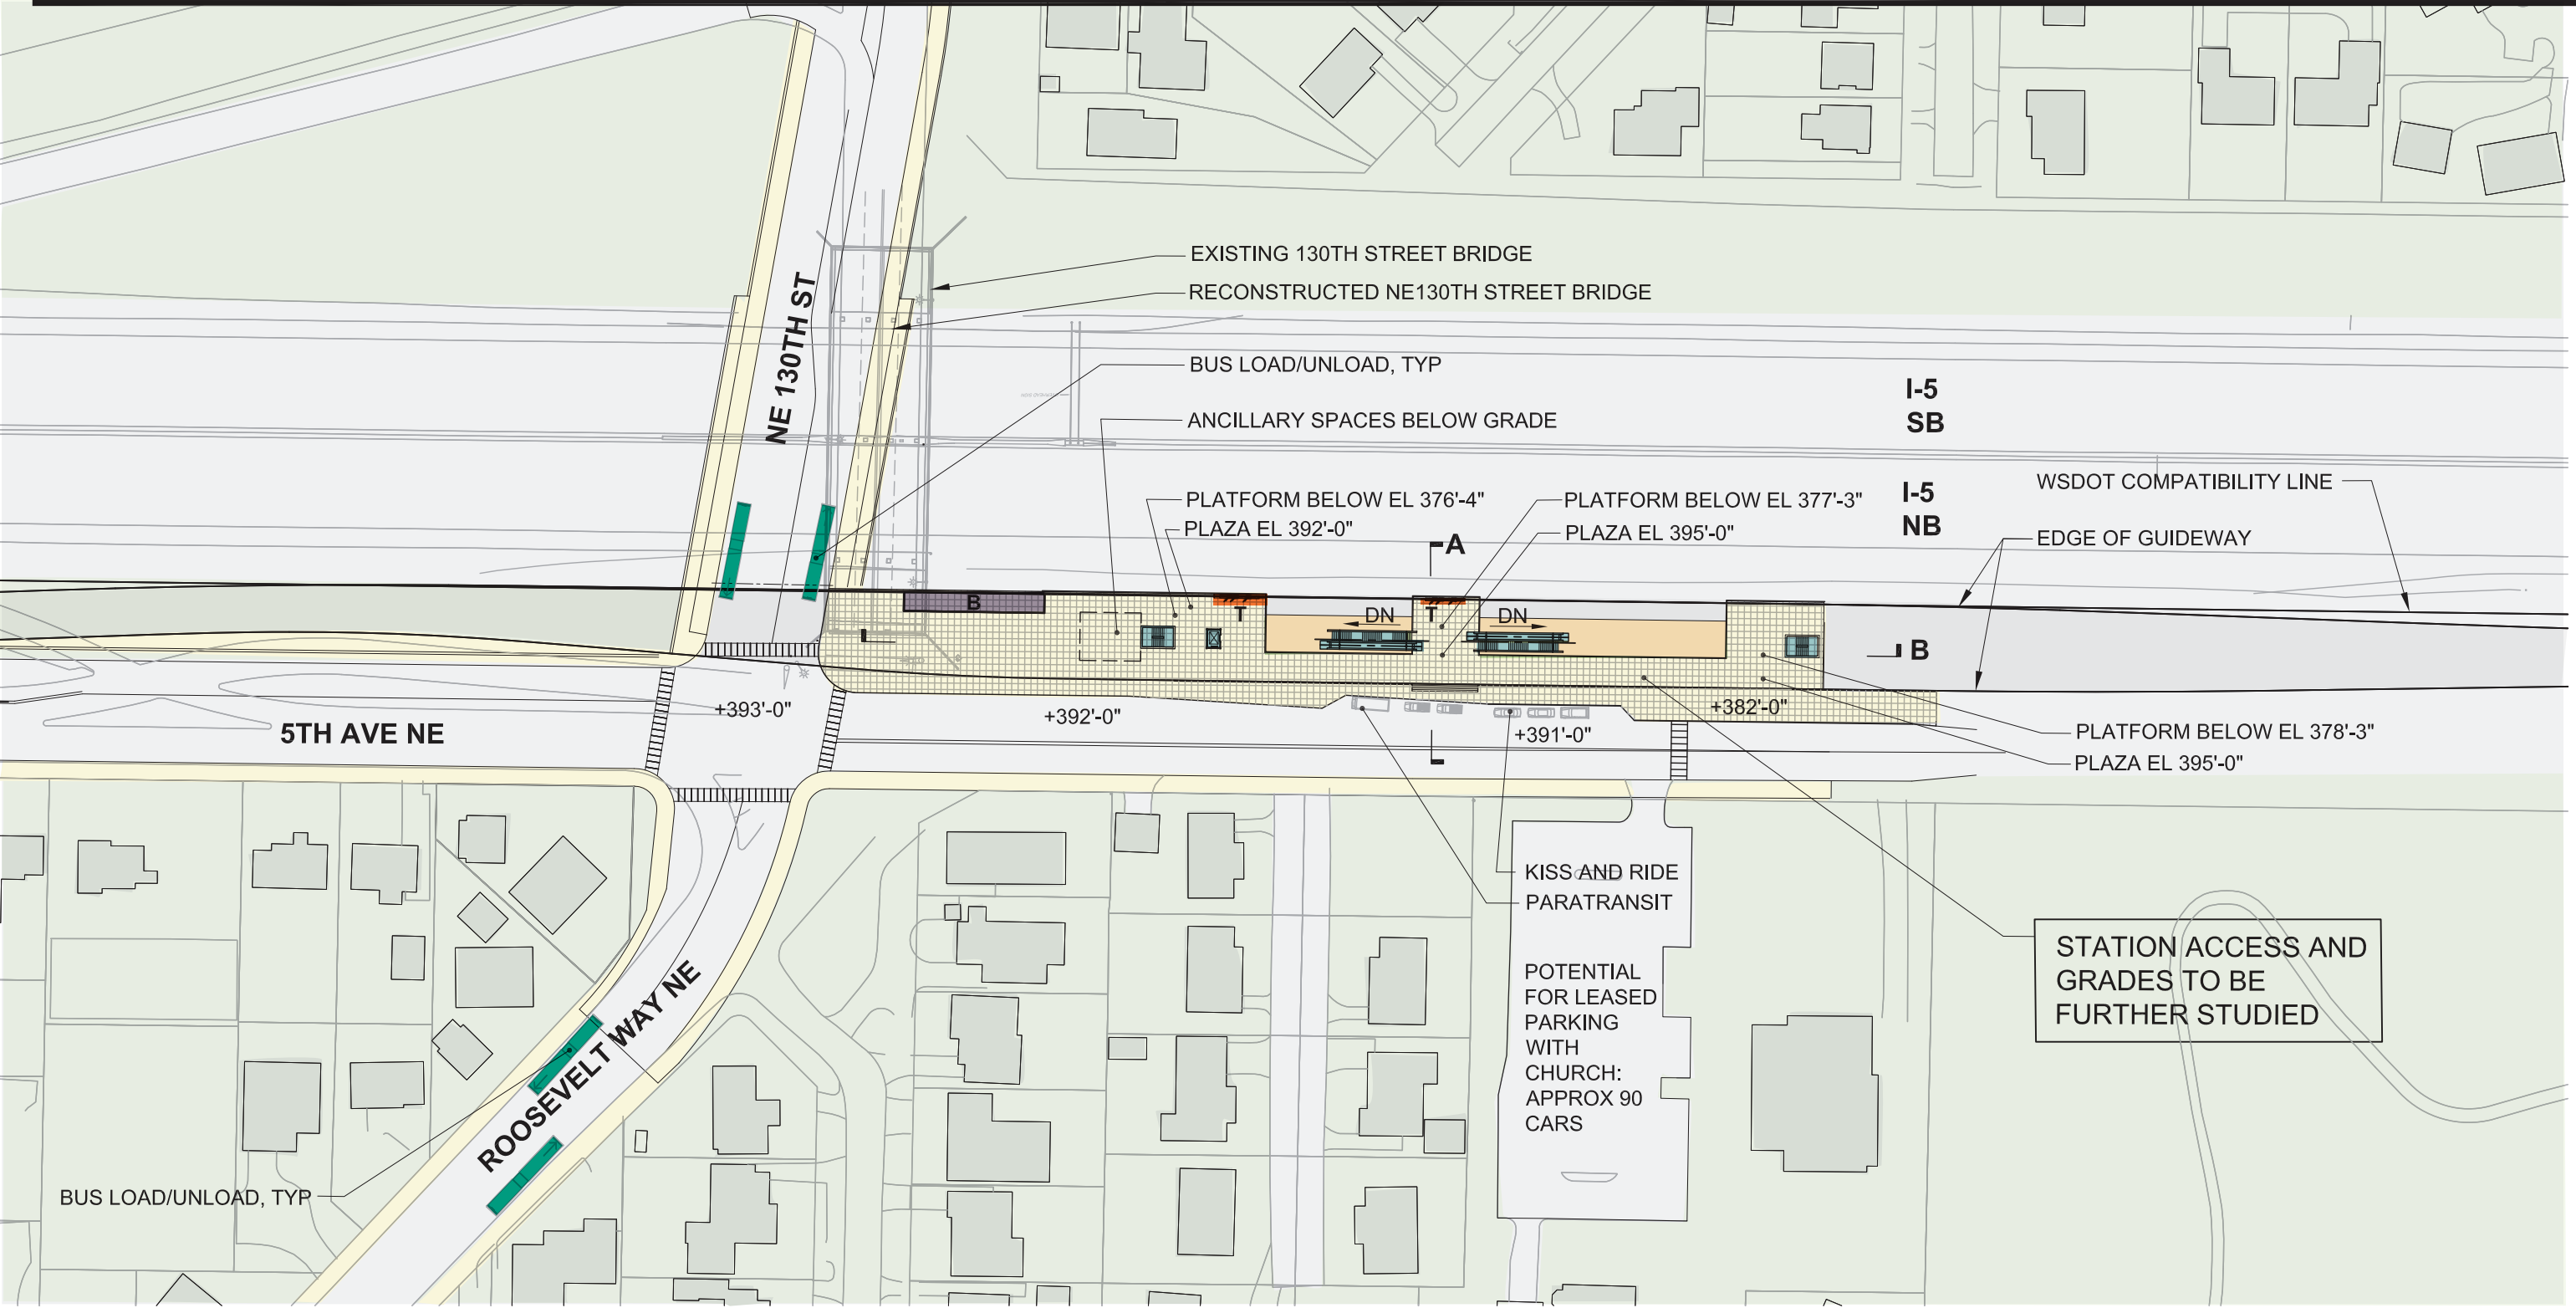 EXISTING 130TH STREET BRIDGE
RECONSTRUCTED NE130TH STREET BRIDGE
NE 130TH ST
BUS LOAD/UNLOAD, TYP
I-5
SB
ANCILLARY SPACES BELOW GRADE
WSDOT COMPATIBILITY LINE
PLATFORM BELOW EL 376'-4"
PLATFORM BELOW EL 377'-3"
I-5
NB
PLAZA EL 392'-0"
PLAZA EL 395'-0"
EDGE OF GUIDEWAY
A
B
T
DN
T
DN
B
+393'-0"
+392'-0"
+382'-0"
+391'-0"
5TH AVE NE
PLATFORM BELOW EL 378'-3"
PLAZA EL 395'-0"
KISS AND RIDE
PARATRANSIT
STATION ACCESS AND
GRADES TO BE
FURTHER STUDIED
POTENTIAL
FOR LEASED
PARKING
WITH
CHURCH:
APPROX 90
CARS
ROOSEVELT WAY NE
BUS LOAD/UNLOAD, TYP